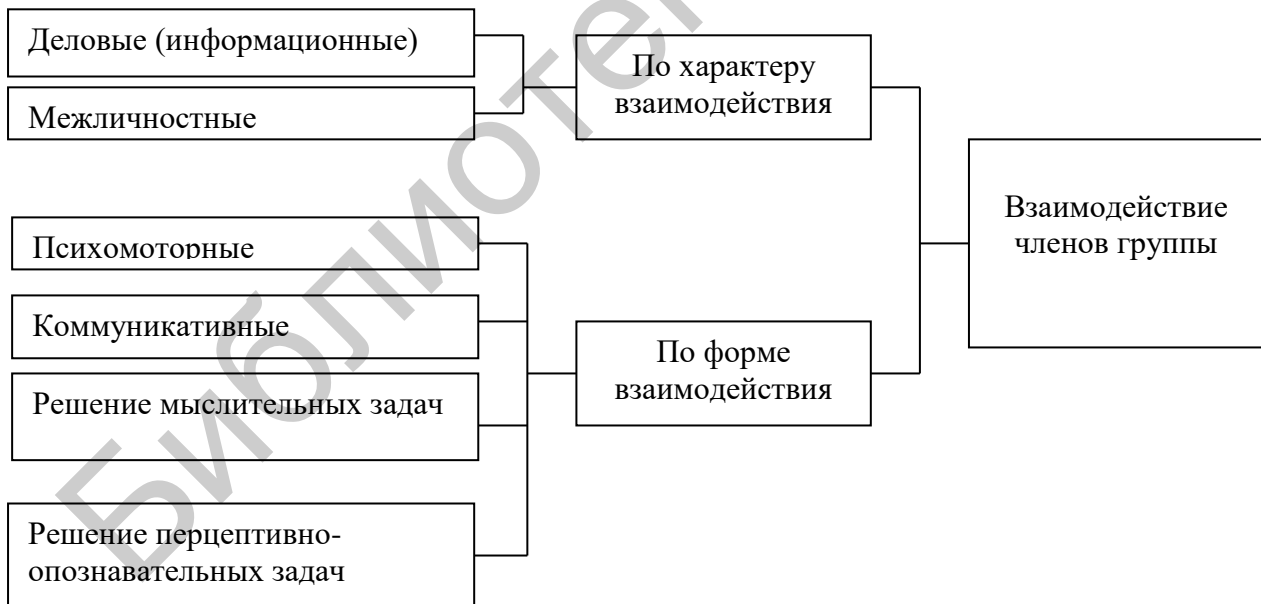 Деловые (информационные)
Межличностные
По характеру
взаимодействия
Взаимодействие
членов группы
Психомоторные
Коммуникативные
Решение мыслительных задач
Решение перцептивно-
опознавательных задач
По форме
взаимодействия